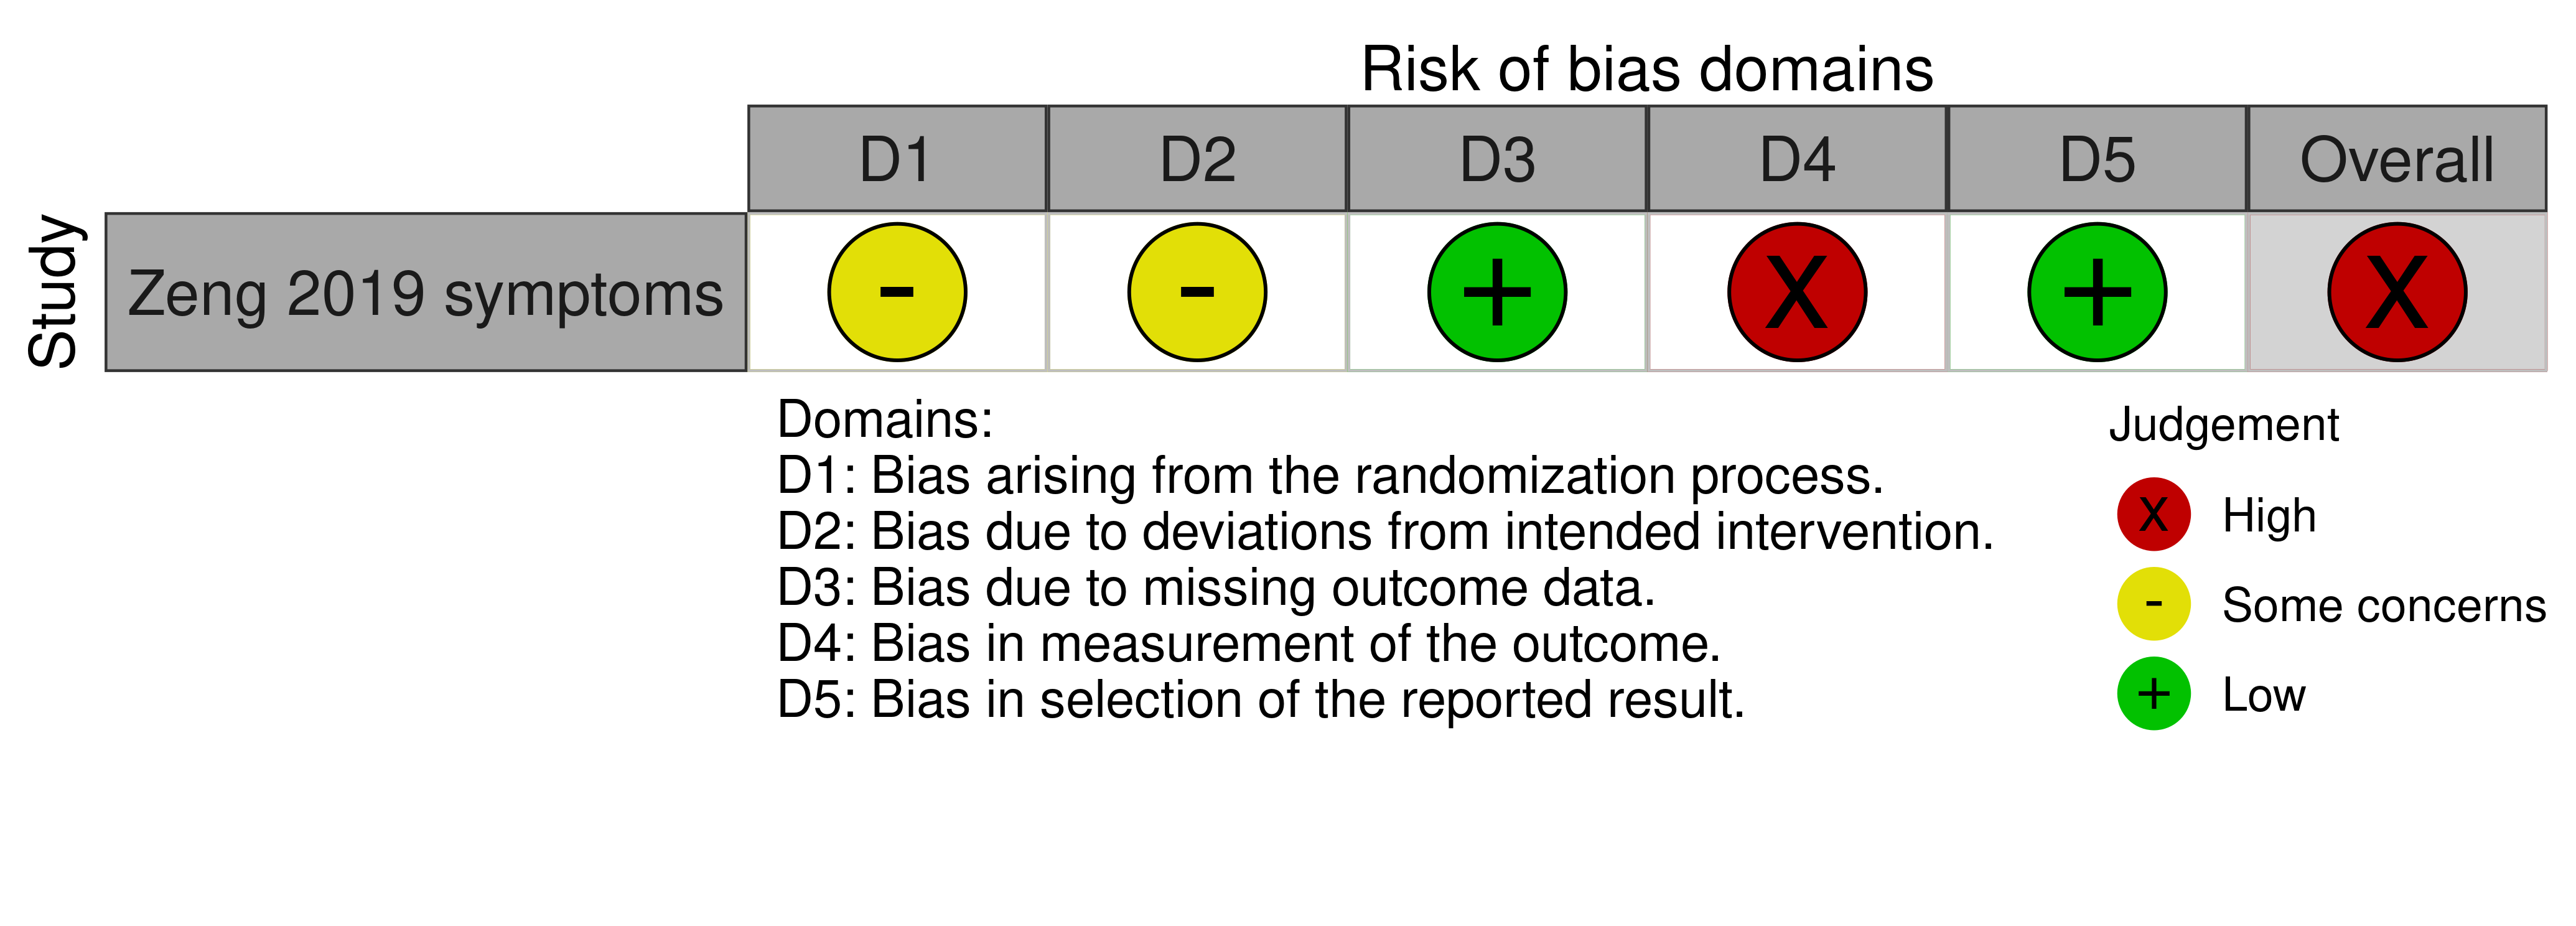 Risk of bias domains
D1 D2 D3 D4 D5 Overall
Study
Zeng 2019 symptoms - - + X + X
Domains:
D1: Bias arising from the randomization process.
D2: Bias due to deviations from intended intervention.
D3: Bias due to missing outcome data.
D4: Bias in measurement of the outcome.
D5: Bias in selection of the reported result.
Judgement
X High
- Some concerns
+ Low